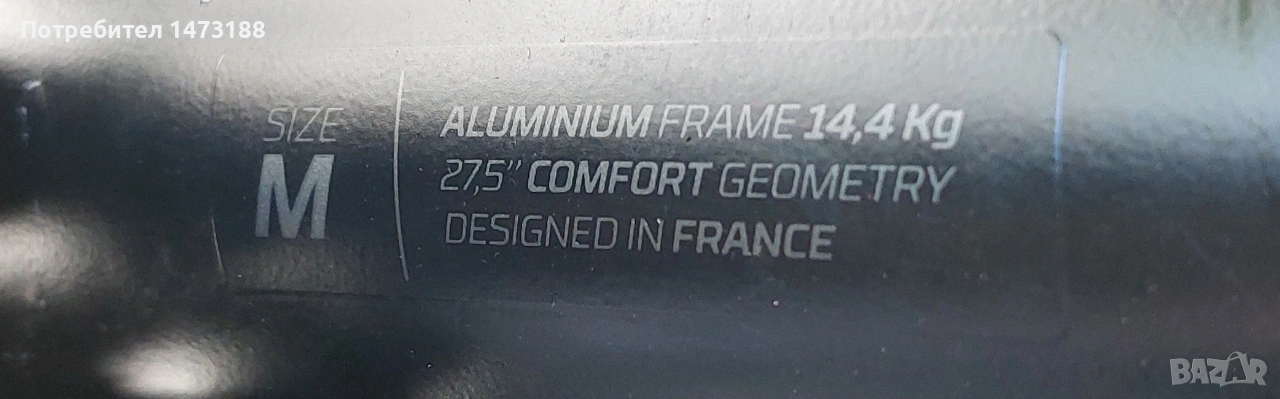 Потребител 1473188
SIZE
M
ALUMINIUM FRAME 14,4 Kg
27,5" COMFORT GEOMETRY
DESIGNED IN FRANCE
BAZAR